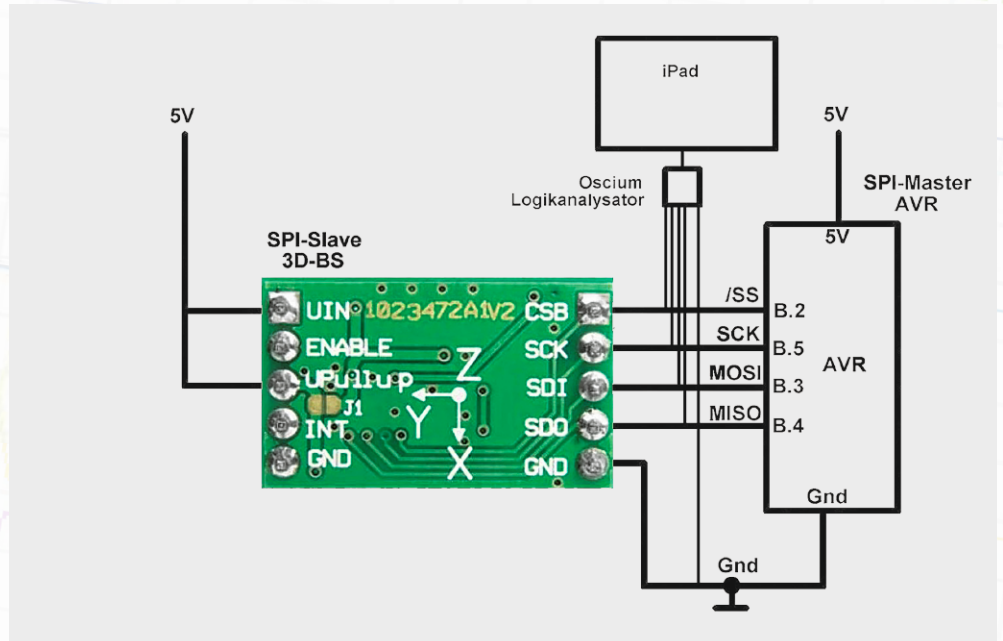 iPad
5V
5V
Oscium
Logikanalysator
SPI-Master
AVR
5V
SPI-Slave
3D-BS
UIN 1023472A1V2 CSB
/SS
B.2
ENABLE
SCK
SCK
B.5
UPullup
Z
SDI
MOSI
B.3
AVR
J1
Y
INT
SDO
MISO
B.4
GND
X
GND
Gnd
Gnd